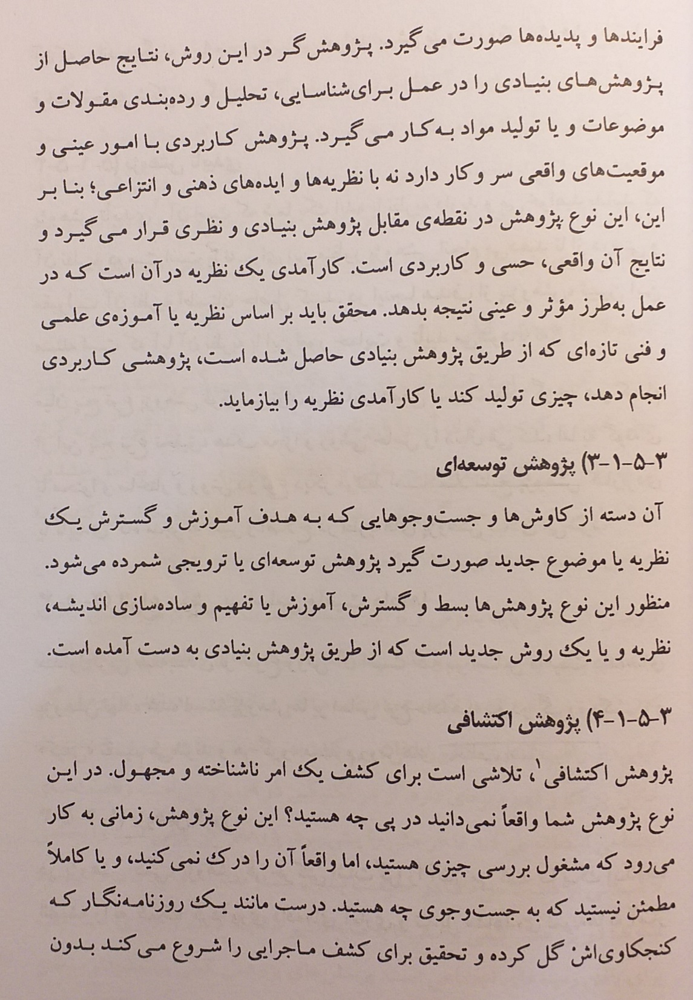 فرایندها و پدیده‌ها صورت می‌گیرد. پژوهش‌گر در این روش، نتایج حاصل از
پژوهش‌های بنیادی را در عمل برای‌شناسایی، تحلیل و رده‌بندی مقولات و
موضوعات و یا تولید مواد به‌کار می‌گیرد. پژوهش کاربردی با امور عینی و
موقعیت‌های واقعی سر و کار دارد نه با نظریه‌ها و ایده‌های ذهنی و انتزاعی؛ بنا بر
این، این نوع پژوهش در نقطه‌ی مقابل پژوهش بنیادی و نظری قرار می‌گیرد و
نتایج آن واقعی، حسی و کاربردی است. کارآمدی یک نظریه درآن است که در
عمل به‌طرز مؤثر و عینی نتیجه بدهد. محقق باید بر اساس نظریه یا آموزه‌ی علمی
و فنی تازه‌ای که از طریق پژوهش بنیادی حاصل شده است، پژوهشی کاربردی
انجام دهد، چیزی تولید کند یا کارآمدی نظریه را بیازماید.
۳-۵-۱-۳) پژوهش توسعه‌ای
آن دسته از کاوش‌ها و جست‌وجوهایی که به هدف آموزش و گسترش یک
نظریه یا موضوع جدید صورت گیرد پژوهش توسعه‌ای یا ترویجی شمرده می‌شود.
منظور این نوع پژوهش‌ها بسط و گسترش، آموزش یا تفهیم و ساده‌سازی اندیشه،
نظریه و یا یک روش جدید است که از طریق پژوهش بنیادی به دست آمده است.
۳-۵-۱-۴) پژوهش اکتشافی
پژوهش اکتشافی۱، تلاشی است برای کشف یک امر ناشناخته و مجهول. در این
نوع پژوهش شما واقعاً نمی‌دانید در پی چه هستید؟ این نوع پژوهش، زمانی به کار
می‌رود که مشغول بررسی چیزی هستید، اما واقعاً آن را درک نمی‌کنید، و یا کاملاً
مطمئن نیستید که به جست‌وجوی چه هستید. درست مانند یک روزنامه‌نگار که
کنجکاوی‌اش گل کرده و تحقیق برای کشف ماجرایی را شروع می‌کند بدون